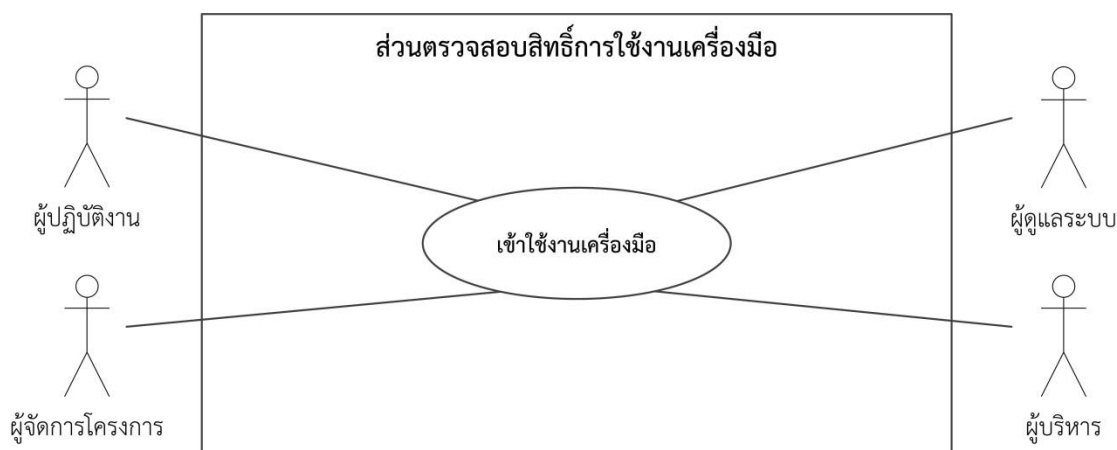 ส่วนตรวจสอบสิทธิ์การใช้งานเครื่องมือ
ผู้ปฏิบัติงาน
ผู้ดูแลระบบ
เข้าใช้งานเครื่องมือ
ผู้จัดการโครงการ
ผู้บริหาร